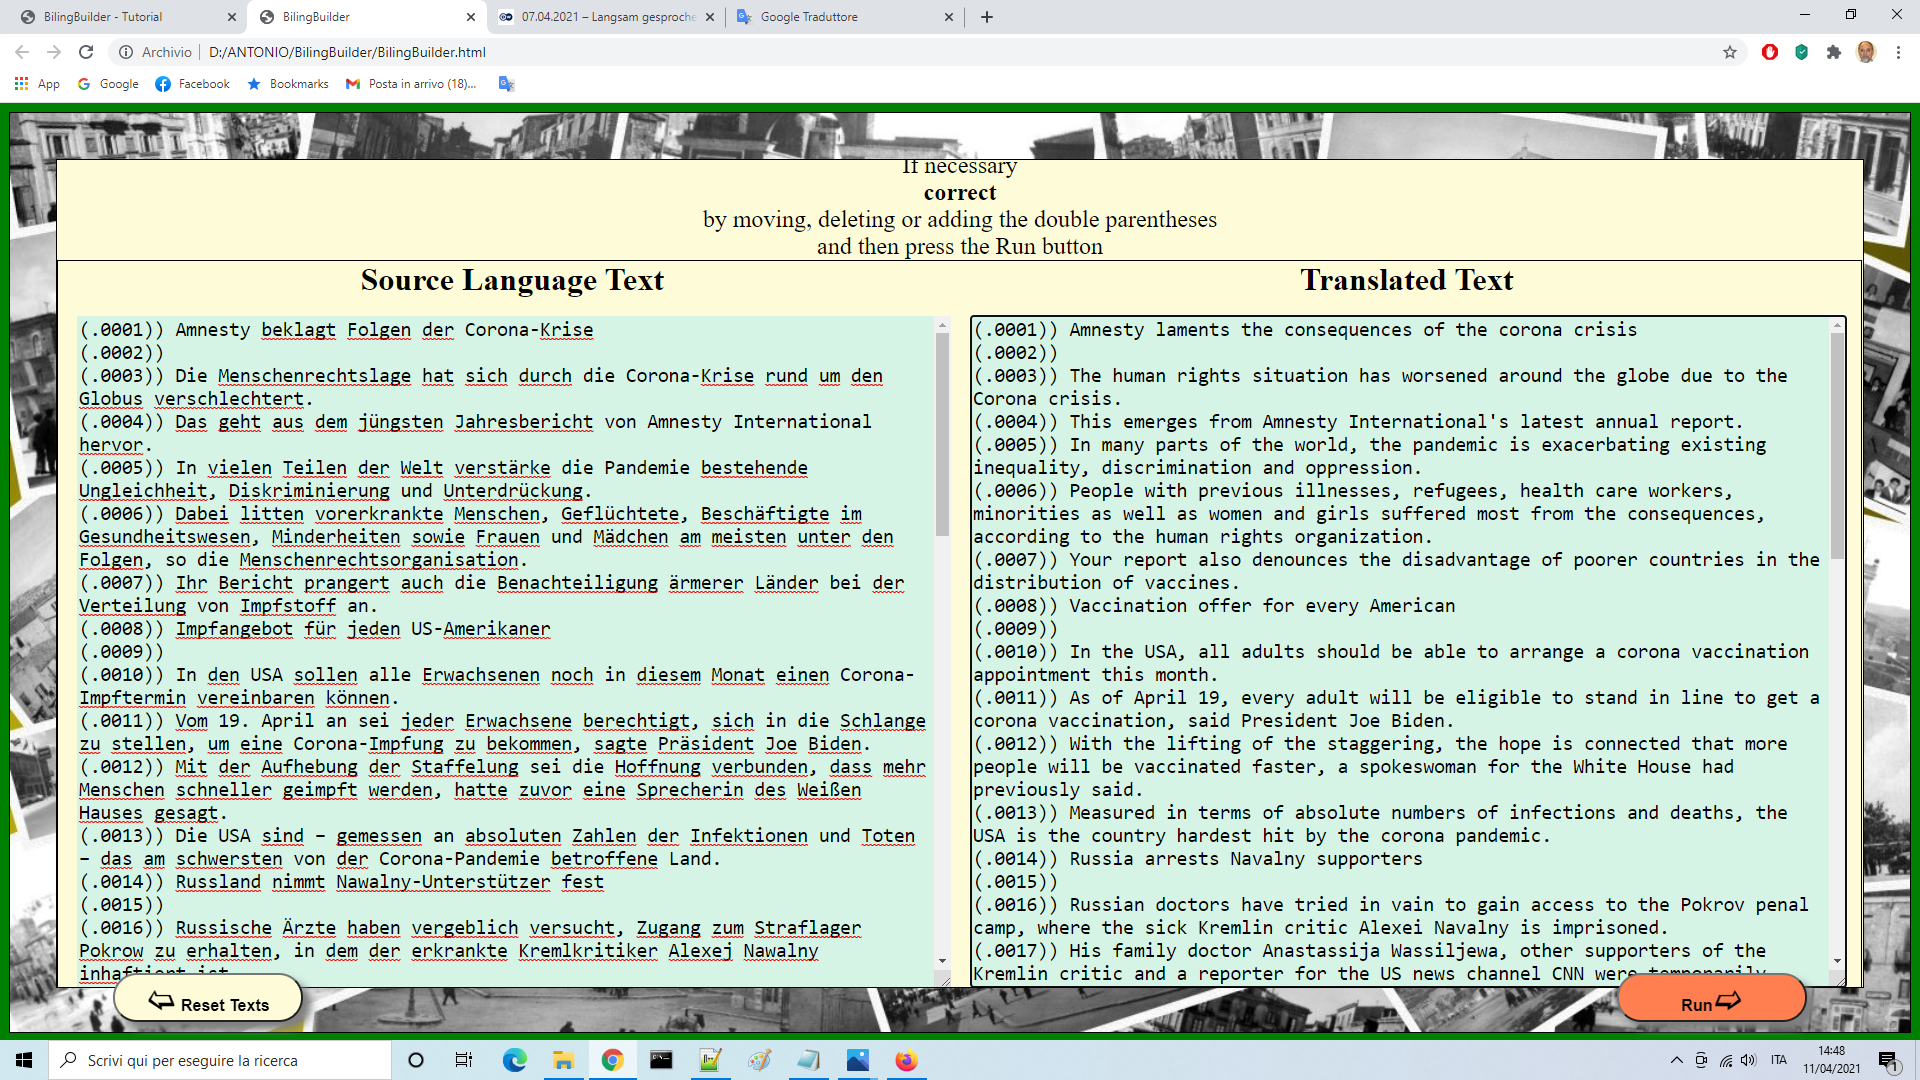 BilingBuilder - Tutorial
BilingBuilder
07.04.2021 – Langsam gesproche
Google Traduttore
Archivio
D:/ANTONIO/BilingBuilder/BilingBuilder.html
App
Google
Facebook
Bookmarks
Posta in arrivo (18)...
If necessary
correct
by moving, deleting or adding the double parentheses
and then press the Run button
Source Language Text
(.0001)) Amnesty beklagt Folgen der Corona-Krise
(.0002))
(.0003)) Die Menschenrechtslage hat sich durch die Corona-Krise rund um den
Globus verschlechtert.
(.0004)) Das geht aus dem jüngsten Jahresbericht von Amnesty International
hervor.
(.0005)) In vielen Teilen der Welt verstärke die Pandemie bestehende
Ungleichheit, Diskriminierung und Unterdrückung.
(.0006)) Dabei litten vorerkrankte Menschen, Geflüchtete, Beschäftigte im
Gesundheitswesen, Minderheiten sowie Frauen und Mädchen am meisten unter den
Folgen, so die Menschenrechtsorganisation.
(.0007)) Ihr Bericht prangert auch die Benachteiligung ärmerer Länder bei der
Verteilung von Impfstoff an.
(.0008)) Impfangebot für jeden US-Amerikaner
(.0009))
(.0010)) In den USA sollen alle Erwachsenen noch in diesem Monat einen Corona-
Impftermin vereinbaren können.
(.0011)) Vom 19. April an sei jeder Erwachsene berechtigt, sich in die Schlange
zu stellen, um eine Corona-Impfung zu bekommen, sagte Präsident Joe Biden.
(.0012)) Mit der Aufhebung der Staffelung sei die Hoffnung verbunden, dass mehr
Menschen schneller geimpft werden, hatte zuvor eine Sprecherin des Weißen
Hauses gesagt.
(.0013)) Die USA sind – gemessen an absoluten Zahlen der Infektionen und Toten
– das am schwersten von der Corona-Pandemie betroffene Land.
(.0014)) Russland nimmt Nawalny-Unterstützer fest
(.0015))
(.0016)) Russische Ärzte haben vergeblich versucht, Zugang zum Straflager
Pokrow zu erhalten, in dem der erkrankte Kremlkritiker Alexej Nawalny
inhaftiert ist.
Translated Text
(.0001)) Amnesty laments the consequences of the corona crisis
(.0002))
(.0003)) The human rights situation has worsened around the globe due to the
Corona crisis.
(.0004)) This emerges from Amnesty International's latest annual report.
(.0005)) In many parts of the world, the pandemic is exacerbating existing
inequality, discrimination and oppression.
(.0006)) People with previous illnesses, refugees, health care workers,
minorities as well as women and girls suffered most from the consequences,
according to the human rights organization.
(.0007)) Your report also denounces the disadvantage of poorer countries in the
distribution of vaccines.
(.0008)) Vaccination offer for every American
(.0009))
(.0010)) In the USA, all adults should be able to arrange a corona vaccination
appointment this month.
(.0011)) As of April 19, every adult will be eligible to stand in line to get a
corona vaccination, said President Joe Biden.
(.0012)) With the lifting of the staggering, the hope is connected that more
people will be vaccinated faster, a spokeswoman for the White House had
previously said.
(.0013)) Measured in terms of absolute numbers of infections and deaths, the
USA is the country hardest hit by the corona pandemic.
(.0014)) Russia arrests Navalny supporters
(.0015))
(.0016)) Russian doctors have tried in vain to gain access to the Pokrov penal
camp, where the sick Kremlin critic Alexei Navalny is imprisoned.
(.0017)) His family doctor Anastassija Wassiljewa, other supporters of the
Kremlin critic and a reporter for the US news channel CNN were temporarily
Reset Texts
Run
Scrivi qui per eseguire la ricerca
ITA
14:48
11/04/2021
1